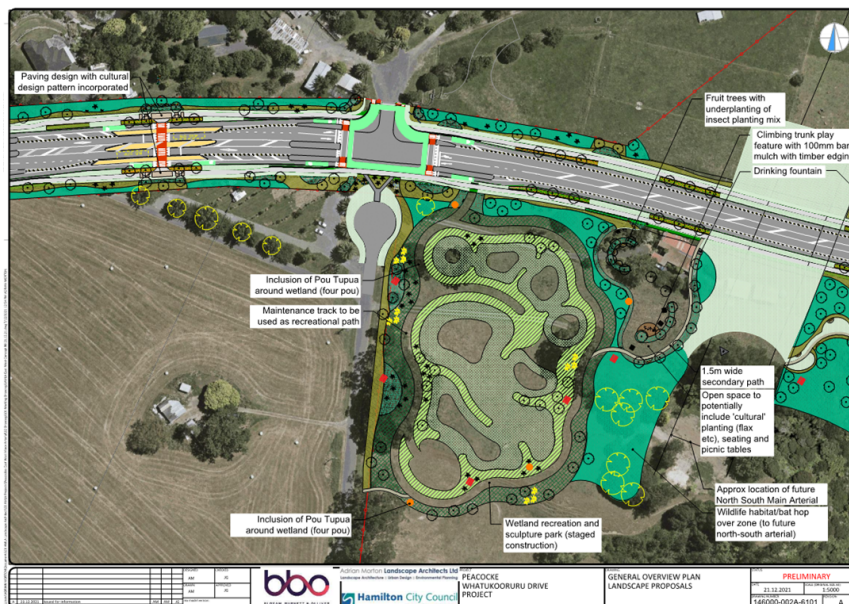 Paving design with cultural
design pattern incorporated
Fruit trees with
underplanting of
insect planting mix
Climbing trunk play
feature with 100mm bar
mulch with timber edgin
Drinking fountain
Inclusion of Pou Tupua
around wetland (four pou)
Maintenance track to be
used as recreational path
1.5m wide
secondary path
Open space to
potentially
include 'cultural'
planting (flax
etc), seating and
picnic tables
Approx location of future
North South Main Arterial
Wildlife habitat/bat hop
over zone (to future
north-south arterial)
Inclusion of Pou Tupua
around wetland (four pou)
Wetland recreation and
sculpture park (staged
construction)
bbo
Adrian Morton Landscape Architects Ltd
Landscape Architecture | Urban Design | Environmental Planning
Hamilton City Council
PROJECT
PEACOCKE
WHATUKOORURU DRIVE
PROJECT
GENERAL OVERVIEW PLAN
LANDSCAPE PROPOSALS
STATUS
PRELIMINARY
DATE
21.12.2021
1:5000
146000-002A-6101
A